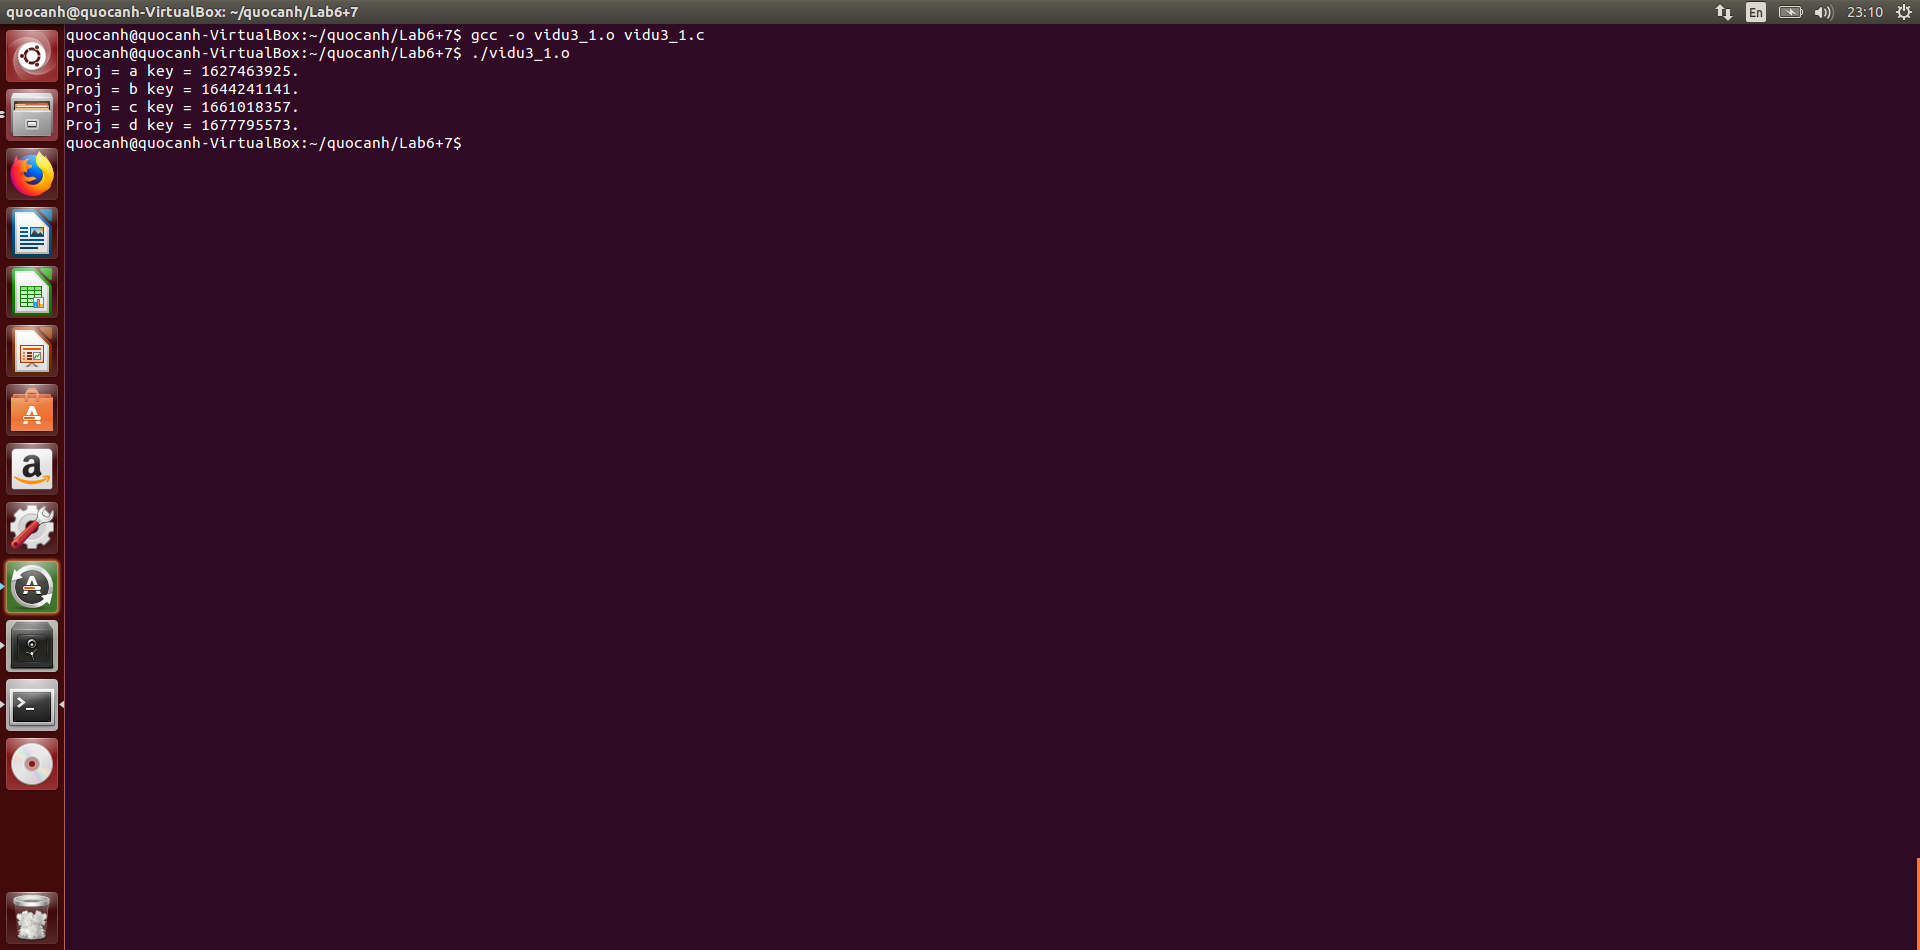 quocanh@quocanh-VirtualBox: ~/quocanh/Lab6+7
En
23:10
quocanh@quocanh-VirtualBox:~/quocanh/Lab6+7$ gcc -o vidu3_1.o vidu3_1.c
quocanh@quocanh-VirtualBox:~/quocanh/Lab6+7$ ./vidu3_1.o
Proj = a key = 1627463925.
Proj = b key = 1644241141.
Proj = c key = 1661018357.
Proj = d key = 1677795573.
quocanh@quocanh-VirtualBox:~/quocanh/Lab6+7$